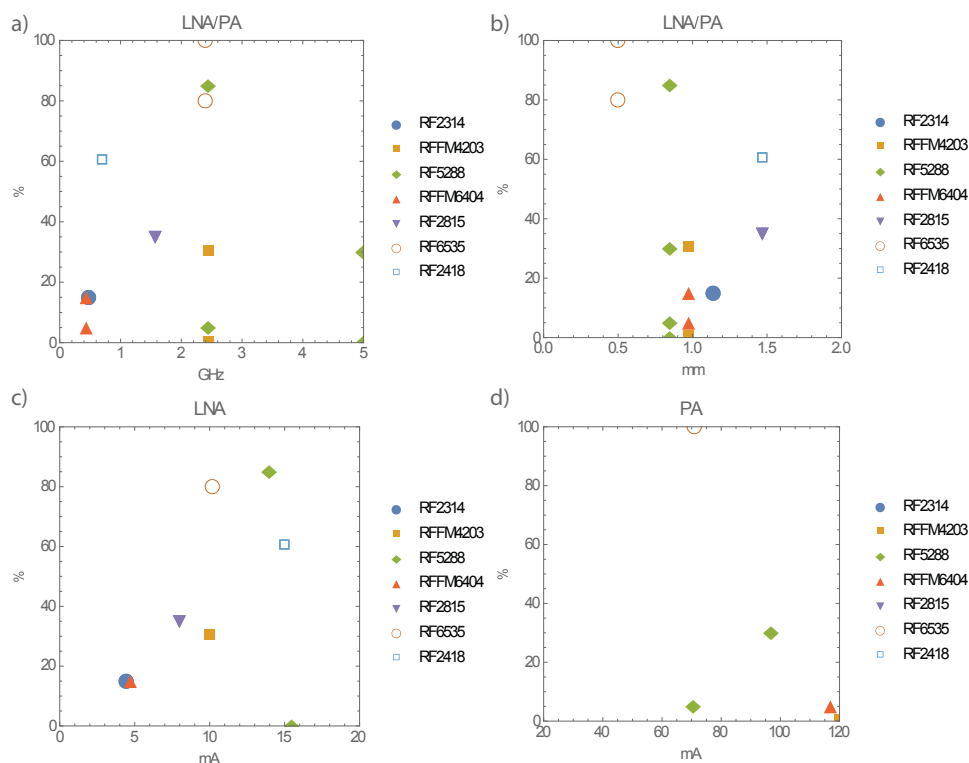 a)
LNA/PA
100
80
60
40
20
0
%
0 1 2 3 4 5
GHz
RF2314
RFFM4203
RF5288
RFFM6404
RF2815
RF6535
RF2418
b)
LNA/PA
100
80
60
40
20
0
%
0.0 0.5 1.0 1.5 2.0
mm
RF2314
RFFM4203
RF5288
RFFM6404
RF2815
RF6535
RF2418
c)
LNA
100
80
60
40
20
0
%
0 5 10 15 20
mA
RF2314
RFFM4203
RF5288
RFFM6404
RF2815
RF6535
RF2418
d)
PA
100
80
60
40
20
0
%
20 40 60 80 100 120
mA
RF2314
RFFM4203
RF5288
RFFM6404
RF2815
RF6535
RF2418